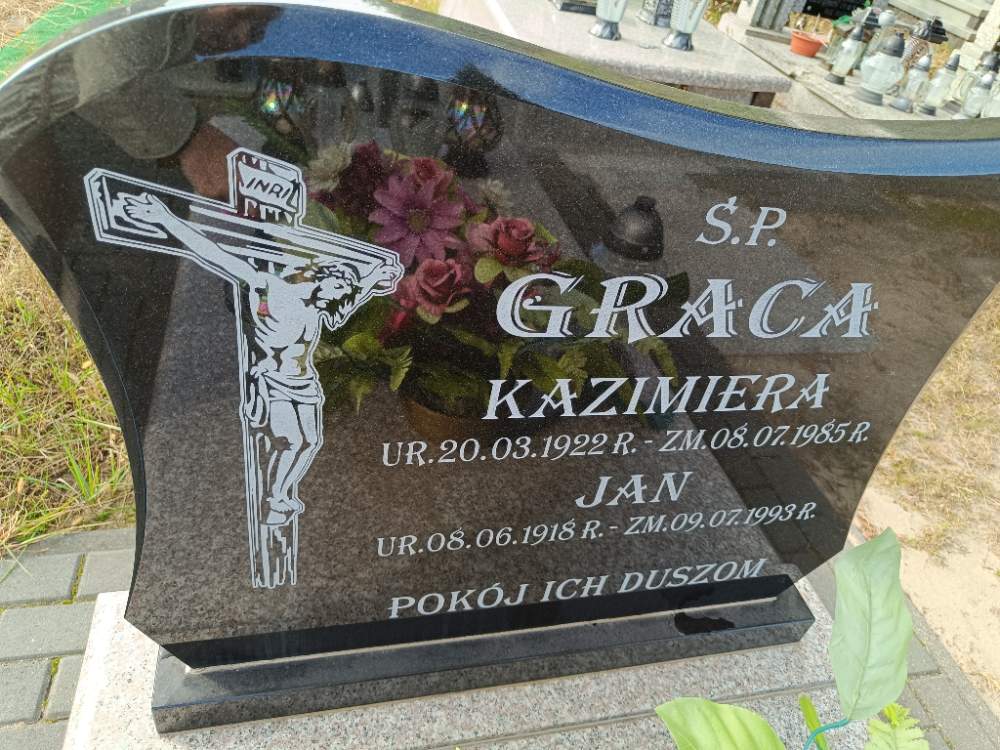 INRI
Ś.P.
GRACA
KAZIMIERA
UR.20.03.1922 R. - ZM.08.07.1985 R.
JAN
UR.08.06.1918 R. - ZM.09.07.1993 R.
POKÓJ ICH DUSZOM